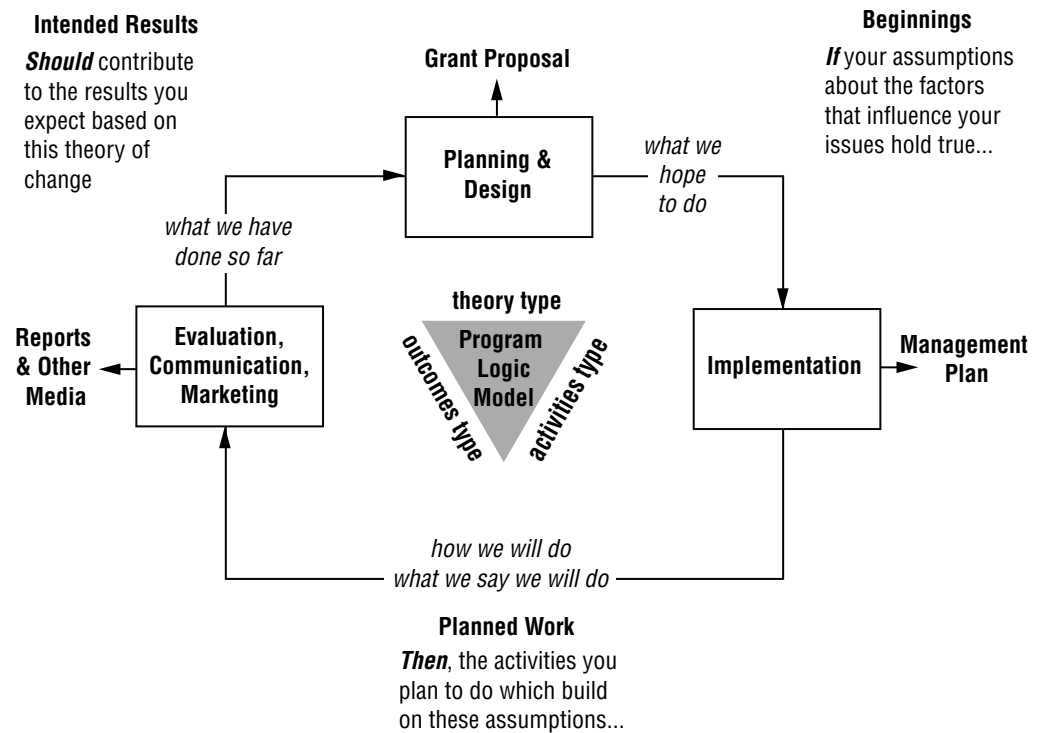 Intended Results
Should contribute
to the results you
expect based on
this theory of
change
Grant Proposal
Beginnings
If your assumptions
about the factors
that influence your
issues hold true...
Planning &
Design
what we
hope
to do
what we have
done so far
Reports
& Other
Media
Evaluation,
Communication,
Marketing
theory type
Program
Logic
Model
outcomes type
activities type
Implementation
Management
Plan
how we will do
what we say we will do
Planned Work
Then, the activities you
plan to do which build
on these assumptions...